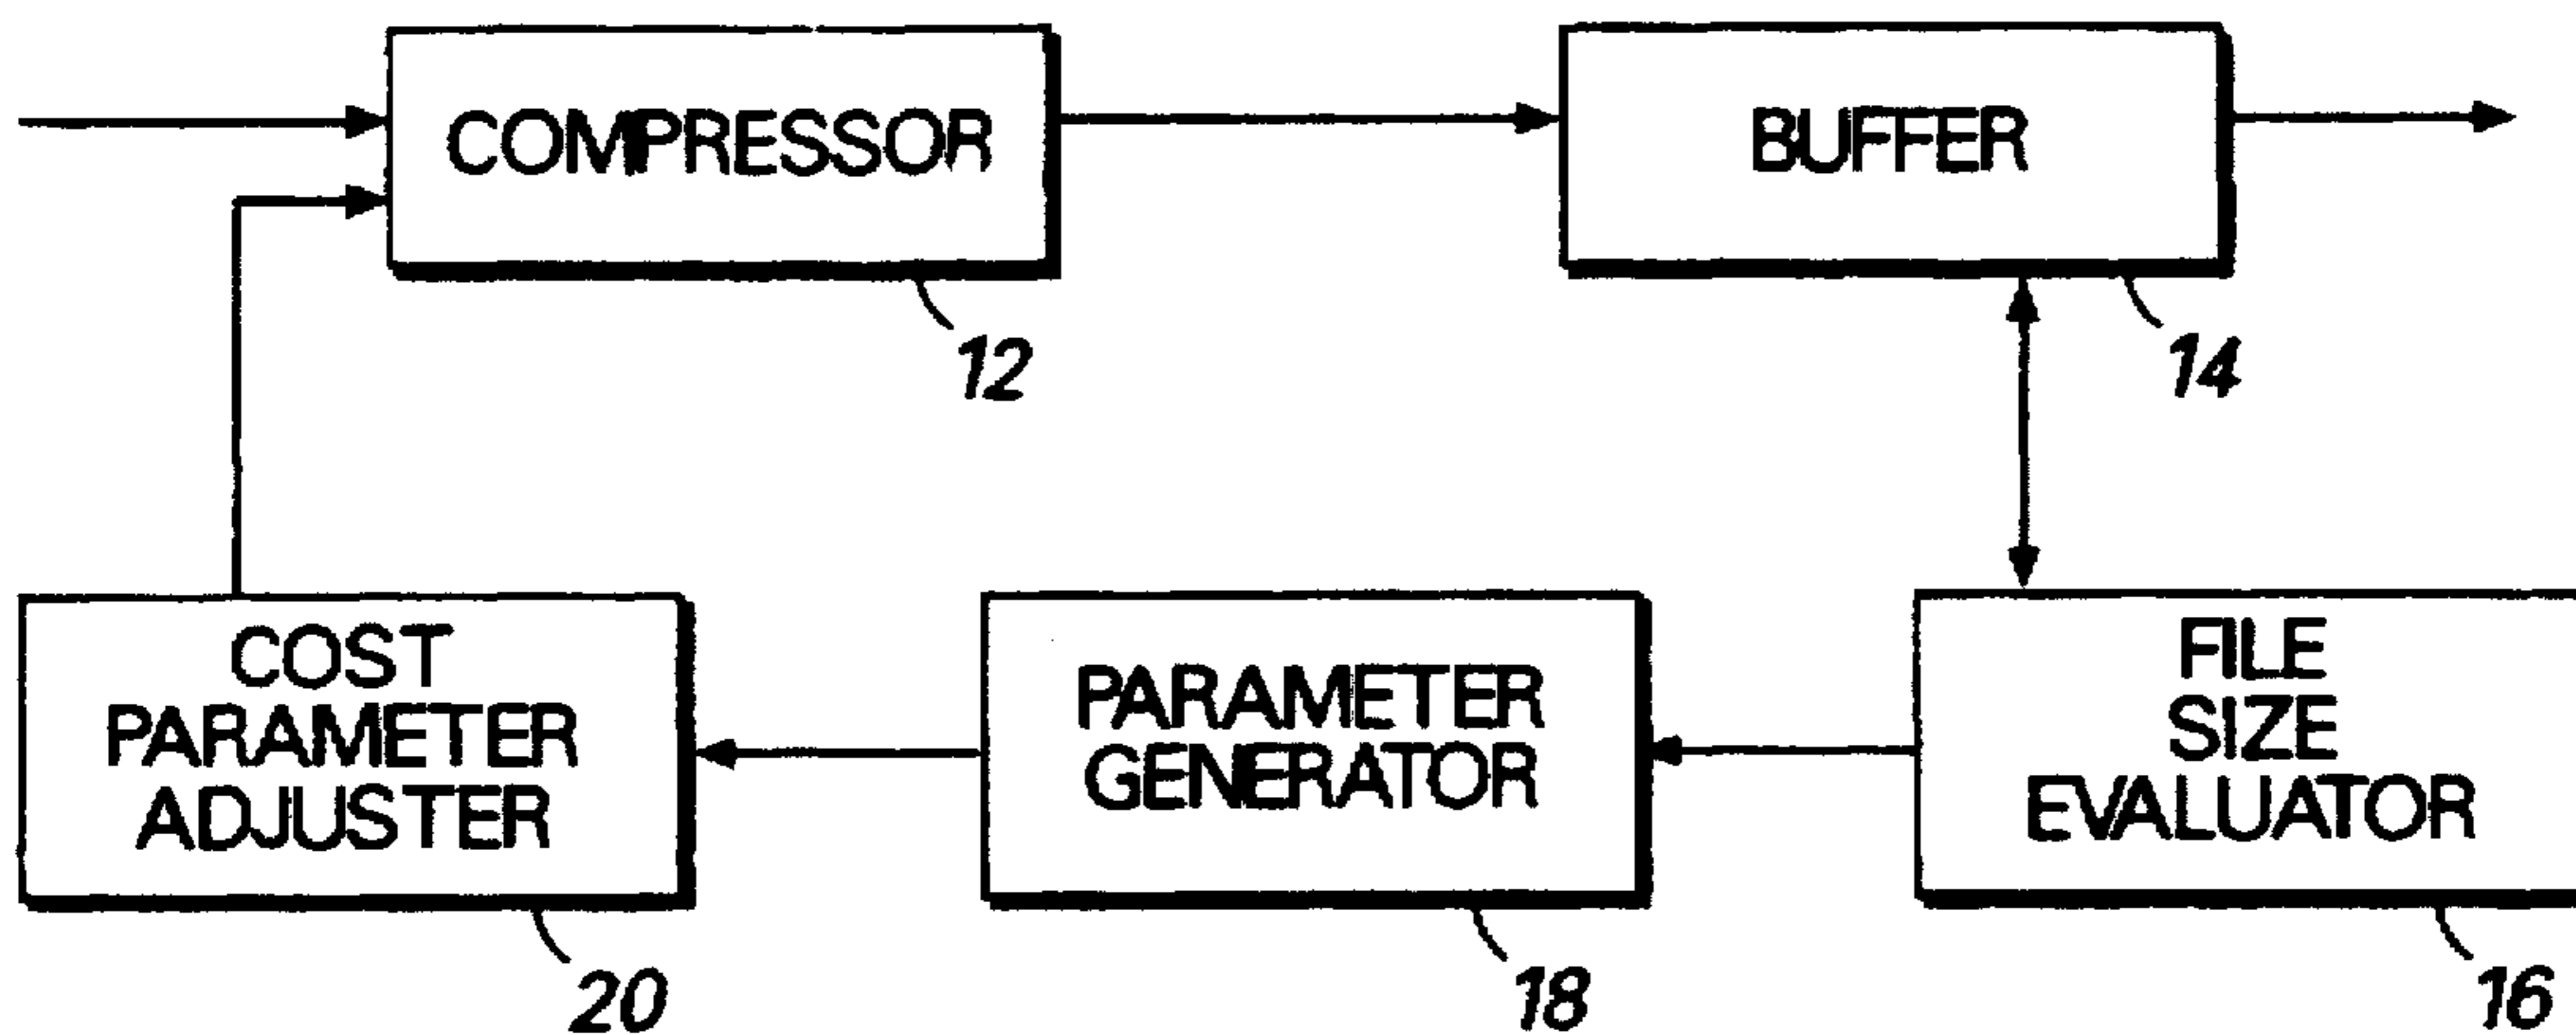 COMPRESSOR
12
BUFFER
14
COST
PARAMETER
ADJUSTER
20
PARAMETER
GENERATOR
18
FILE
SIZE
EVALUATOR
16